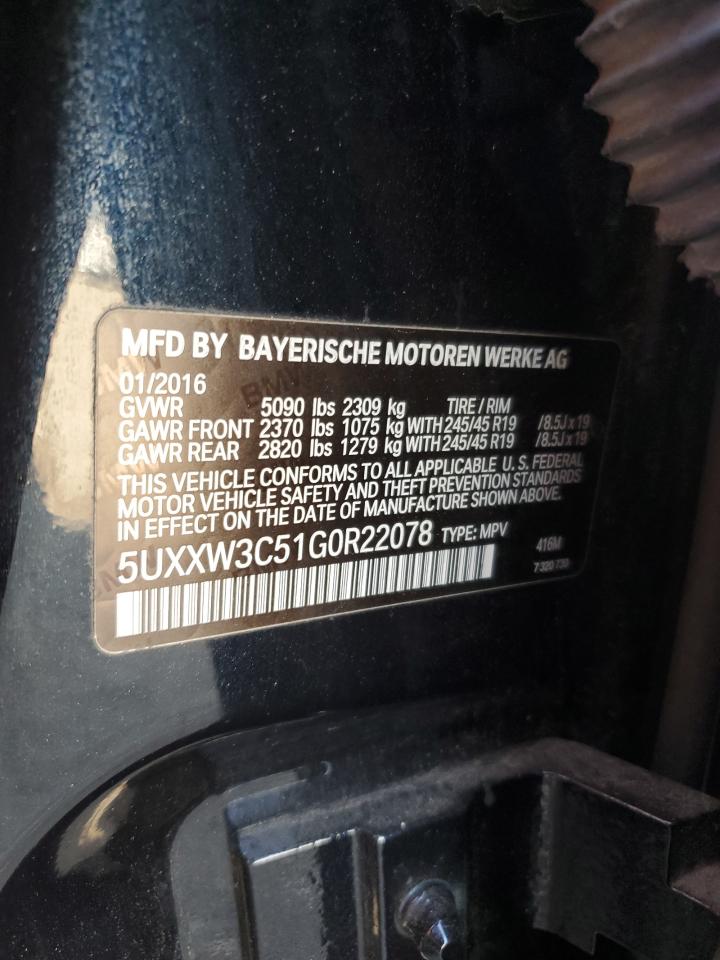 MFD BY BAYERISCHE MOTOREN WERKE AG
01/2016
GVWR 5090 lbs 2309 kg TIRE / RIM
GAWR FRONT 2370 lbs 1075 kg WITH 245/45 R19 /8.5J x 19
GAWR REAR 2820 lbs 1279 kg WITH 245/45 R19 /8.5J x 19
THIS VEHICLE CONFORMS TO ALL APPLICABLE U.S. FEDERAL
MOTOR VEHICLE SAFETY AND THEFT PREVENTION STANDARDS
IN EFFECT ON THE DATE OF MANUFACTURE SHOWN ABOVE.
5UXXW3C51G0R22078 TYPE: MPV 416M
7 320 730